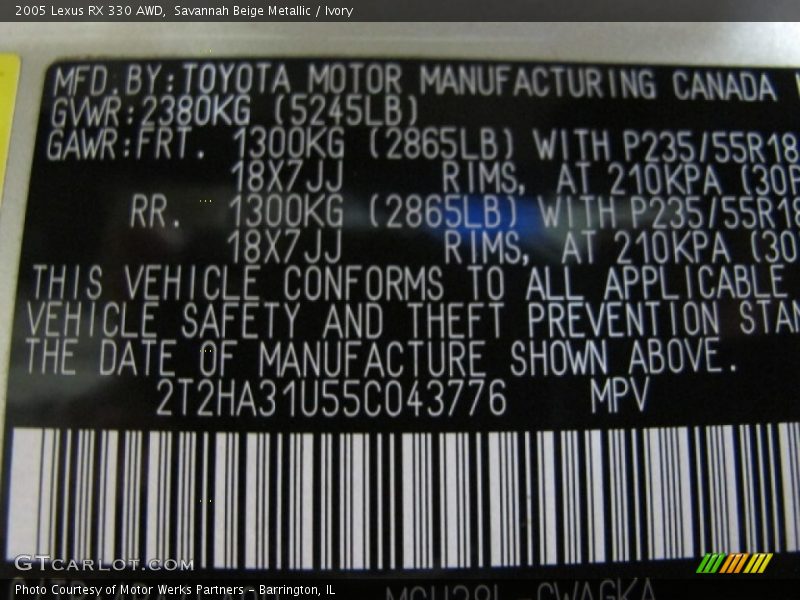 2005 Lexus RX 330 AWD, Savannah Beige Metallic / Ivory
MFD.BY:TOYOTA MOTOR MANUFACTURING CANADA
GVWR:2380KG (5245LB)
GAWR:FRT. 1300KG (2865LB) WITH P235/55R18
18X7JJ RIMS, AT 210KPA (30P
RR. 1300KG (2865LB) WITH P235/55R18
18X7JJ RIMS, AT 210KPA (30
THIS VEHICLE CONFORMS TO ALL APPLICABLE
VEHICLE SAFETY AND THEFT PREVENTION STAN
THE DATE OF MANUFACTURE SHOWN ABOVE.
2T2HA31U55C043776 MPV
GTCARLOT.COM
Photo Courtesy of Motor Werks Partners - Barrington, IL